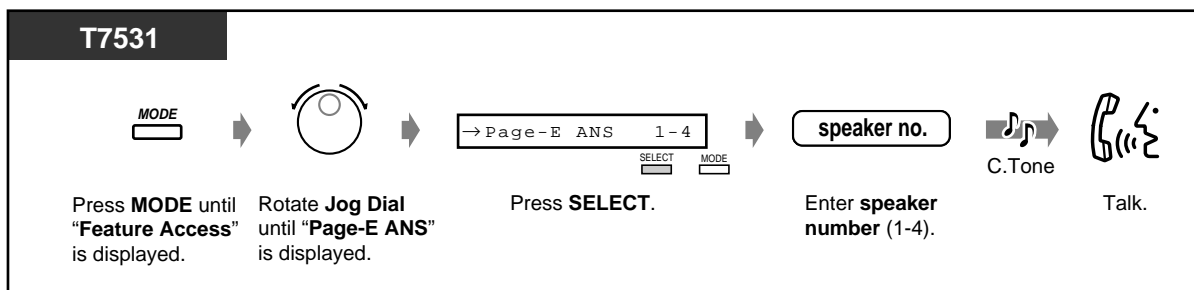 T7531
MODE
→Page-E ANS 1-4
SELECT MODE
speaker no.
C.Tone
Press MODE until
“Feature Access”
is displayed.
Rotate Jog Dial
until “Page-E ANS”
is displayed.
Press SELECT.
Enter speaker
number (1-4).
Talk.